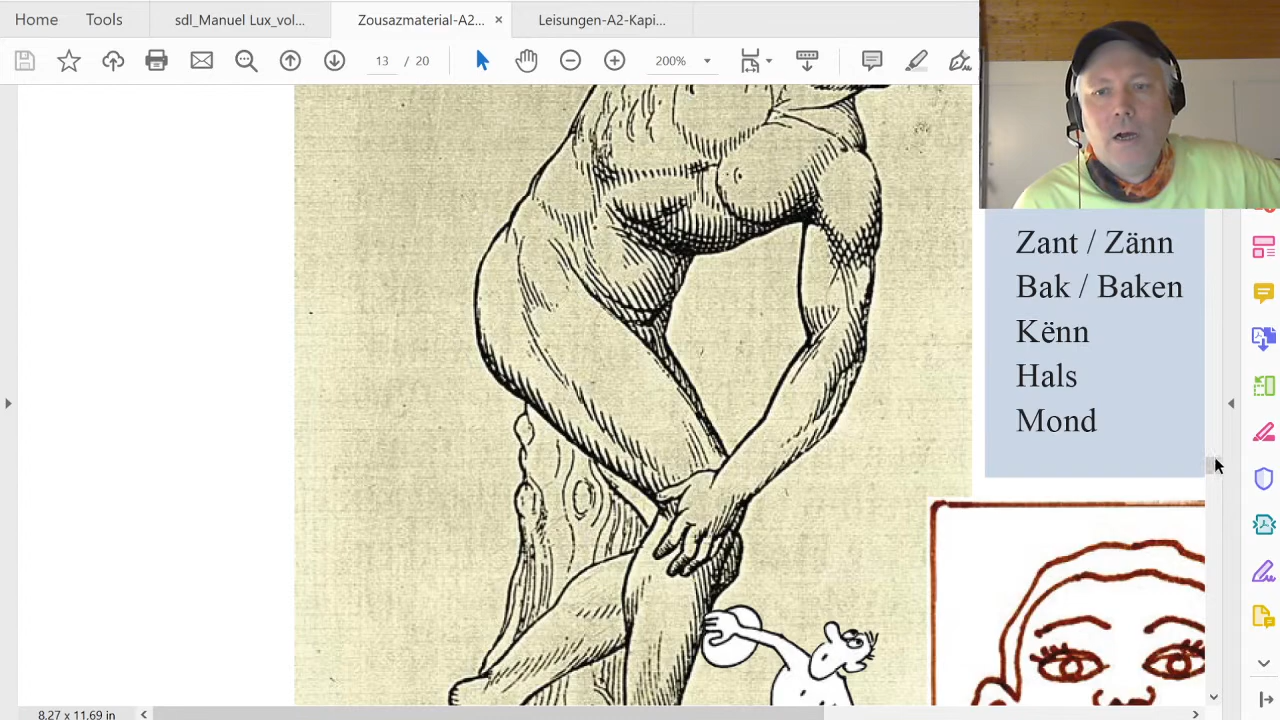 Home Tools sdl_Manuel Lux_vol... Zousazmaterial-A2... × Leisungen-A2-Kapi...
13 / 20 200%
Zant / Zänn
Bak / Baken
Kënn
Hals
Mond
8.27 x 11.69 in